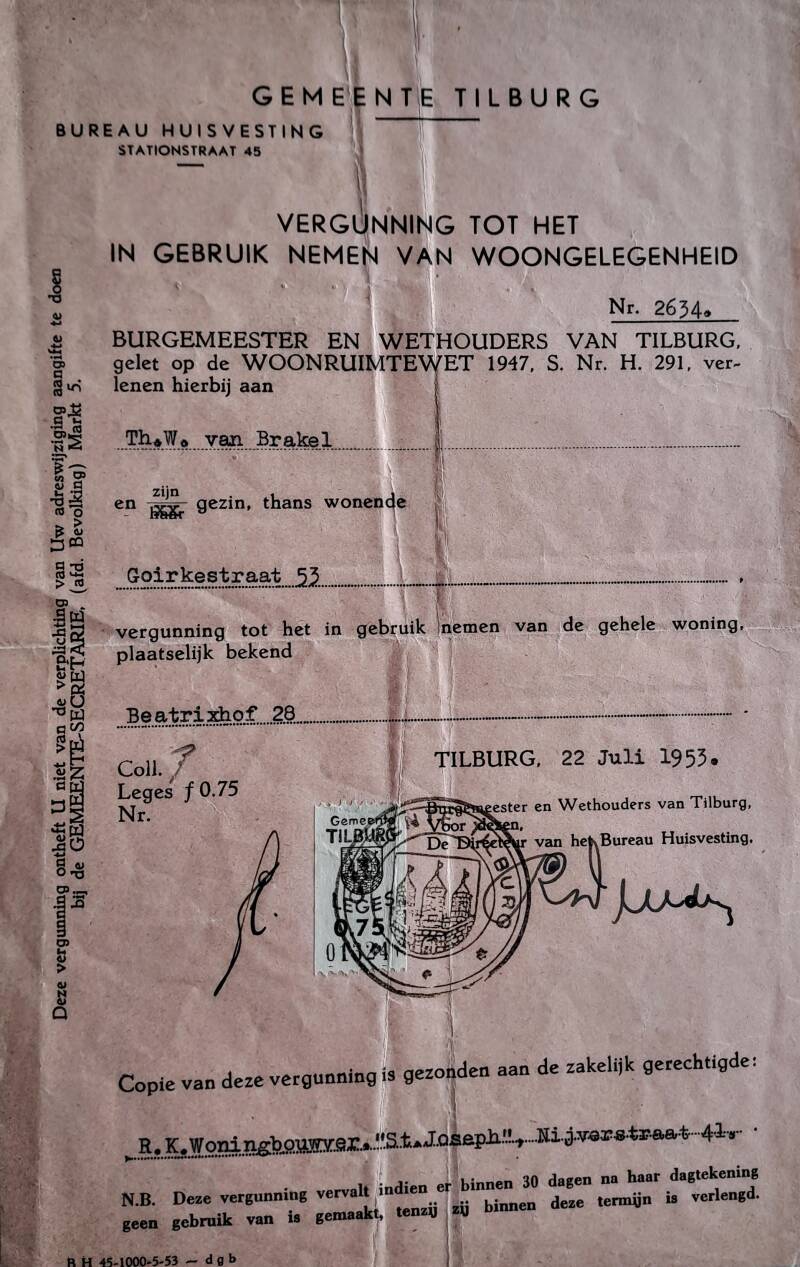 GEMEENTE TILBURG
BUREAU HUISVESTING
STATIONSTRAAT 45
VERGUNNING TOT HET
IN GEBRUIK NEMEN VAN WOONGELEGENHEID
Nr. 2634.
BURGEMEESTER EN WETHOUDERS VAN TILBURG,
gelet op de WOONRUIMTEWET 1947, S. Nr. H. 291, ver-
lenen hierbij aan
Th.W. van Brakel
en zijn gezin, thans wonende
Goirkestraat 53,
vergunning tot het in gebruik nemen van de gehele woning,
plaatselijk bekend
Beatrixhof 28.
TILBURG, 22 Juli 1953.
Coll.
Leges f 0.75
Nr.
Burgemeester en Wethouders van Tilburg,
Voor dezen,
De Directeur van het Bureau Huisvesting.
Gemeente
TILBURG
LEGES
0.75
Copie van deze vergunning is gezonden aan de zakelijk gerechtigde:
R.K.Woningbouwver. "St.Joseph", Nijverstraat 41.
N.B. Deze vergunning vervalt indien er binnen 30 dagen na haar dagtekening
geen gebruik van is gemaakt, tenzij zij binnen deze termijn is verlengd.
B H 45-1000-5-53 — d g b
Deze vergunning ontheft U niet van de verplichting van Uw adreswijziging aangifte te doen
bij de GEMEENTE-SECRETARIE, (afd. Bevolking) Markt 5.